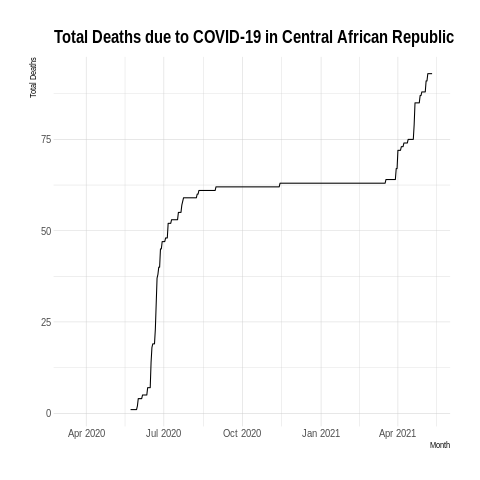 Total Deaths due to COVID-19 in Central African Republic
Total Deaths
75
50
25
0
Apr 2020 Jul 2020 Oct 2020 Jan 2021 Apr 2021
Month